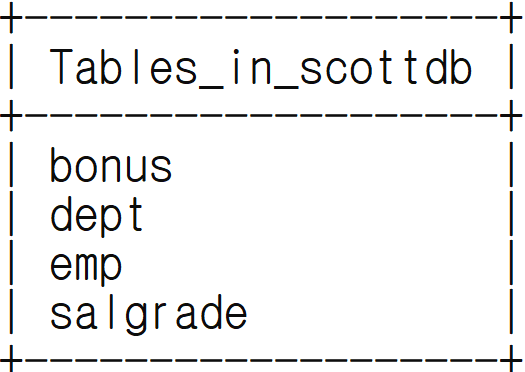 +--------------------+
| Tables_in_scottdb |
+--------------------+
| bonus |
| dept |
| emp |
| salgrade |
+--------------------+